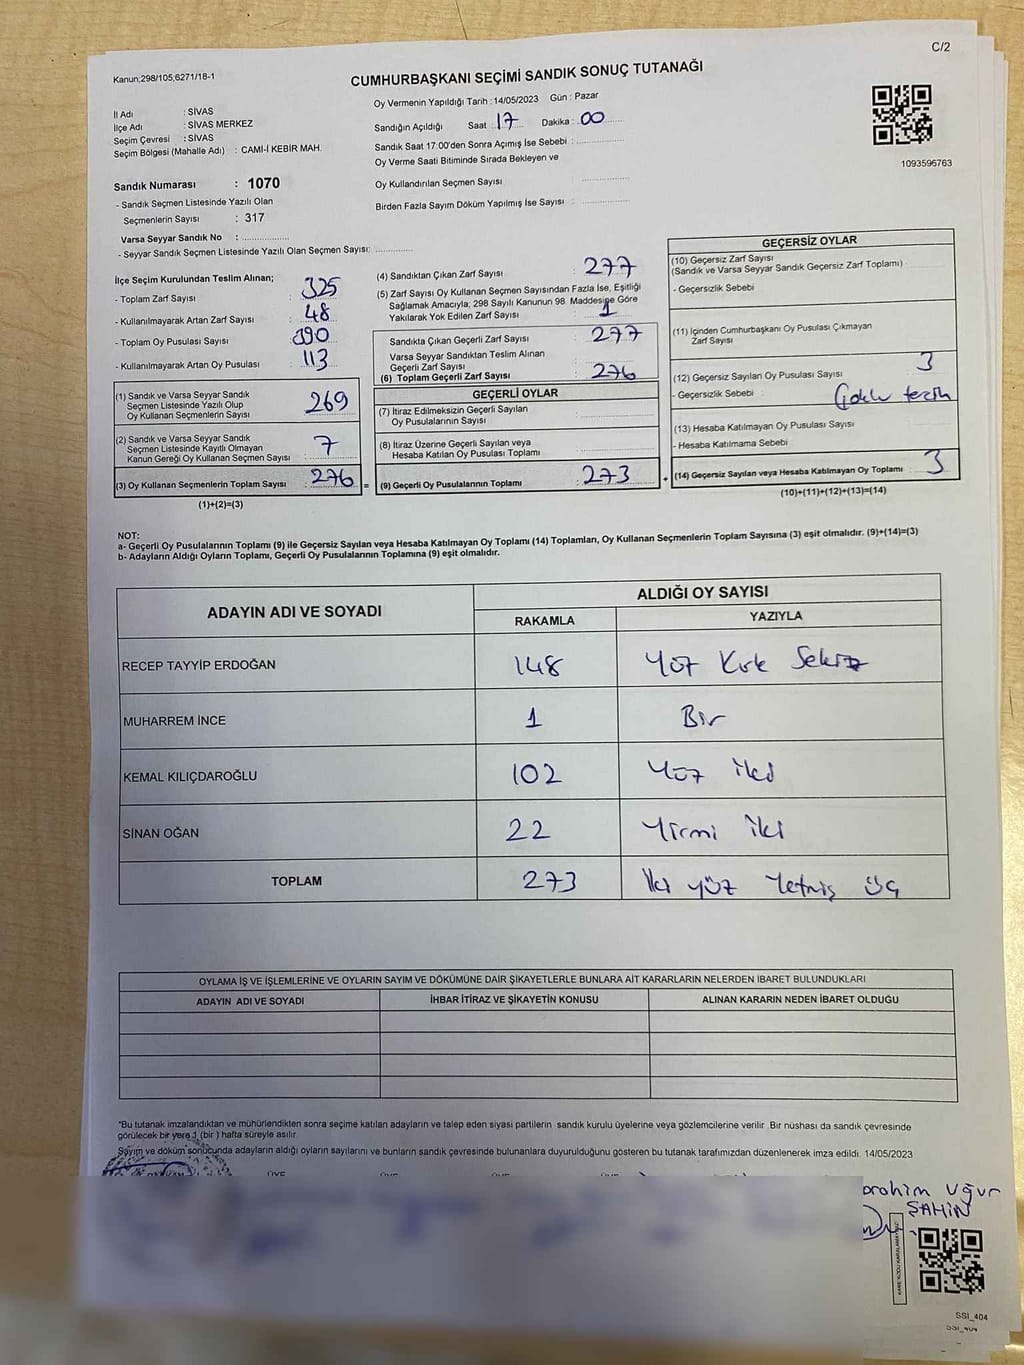 C/2
Kanun;298/105,6271/18-1
CUMHURBAŞKANI SEÇİMİ SANDIK SONUÇ TUTANAĞI
İl Adı : SİVAS
İlçe Adı : SİVAS MERKEZ
Seçim Çevresi : SİVAS
Seçim Bölgesi (Mahalle Adı) : CAMİ-İ KEBİR MAH.
Sandık Numarası : 1070
- Sandık Seçmen Listesinde Yazılı Olan
Seçmenlerin Sayısı : 317
Varsa Seyyar Sandık No : ..................
- Seyyar Sandık Seçmen Listesinde Yazılı Olan Seçmen Sayısı: .............
Oy Vermenin Yapıldığı Tarih : 14/05/2023 Gün : Pazar
Sandığın Açıldığı Saat 17 Dakika : 00
Sandık Saat 17:00'den Sonra Açımış İse Sebebi : ................
Oy Verme Saati Bitiminde Sırada Bekleyen ve
Oy Kullandırılan Seçmen Sayısı : ................
Birden Fazla Sayım Döküm Yapılmış İse Sayısı : ................
1093596763
İlçe Seçim Kurulundan Teslim Alınan;
- Toplam Zarf Sayısı : 325
- Kullanılmayarak Artan Zarf Sayısı : 48
- Toplam Oy Pusulası Sayısı : 390
- Kullanılmayarak Artan Oy Pusulası : 113
(1) Sandık ve Varsa Seyyar Sandık
Seçmen Listesinde Yazılı Olup
Oy Kullanan Seçmenlerin Sayısı : 269
(2) Sandık ve Varsa Seyyar Sandık
Seçmen Listesinde Kayıtlı Olmayan
Kanun Gereği Oy Kullanan Seçmen Sayısı : 7
(3) Oy Kullanan Seçmenlerin Toplam Sayısı : 276 =
(1)+(2)=(3)
(4) Sandıktan Çıkan Zarf Sayısı : 277
(5) Zarf Sayısı Oy Kullanan Seçmen Sayısından Fazla İse, Eşitliği
Sağlamak Amacıyla; 298 Sayılı Kanunun 98. Maddesine Göre
Yakılarak Yok Edilen Zarf Sayısı : 1
Sandıkta Çıkan Geçerli Zarf Sayısı : 277
Varsa Seyyar Sandıktan Teslim Alınan
Geçerli Zarf Sayısı
(6) Toplam Geçerli Zarf Sayısı : 276
GEÇERLİ OYLAR
(7) İtiraz Edilmeksizin Geçerli Sayılan
Oy Pusulalarının Sayısı
(8) İtiraz Üzerine Geçerli Sayılan veya
Hesaba Katılan Oy Pusulası Toplamı
(9) Geçerli Oy Pusulalarının Toplamı : 273 +
GEÇERSİZ OYLAR
(10) Geçersiz Zarf Sayısı
(Sandık ve Varsa Seyyar Sandık Geçersiz Zarf Toplamı)
- Geçersizlik Sebebi
(11) İçinden Cumhurbaşkanı Oy Pusulası Çıkmayan
Zarf Sayısı
(12) Geçersiz Sayılan Oy Pusulası Sayısı 3
- Geçersizlik Sebebi : Çoklu tercih
(13) Hesaba Katılmayan Oy Pusulası Sayısı
- Hesaba Katılmama Sebebi
(14) Geçersiz Sayılan veya Hesaba Katılmayan Oy Toplamı : 3
(10)+(11)+(12)+(13)=(14)
NOT:
a- Geçerli Oy Pusulalarının Toplamı (9) ile Geçersiz Sayılan veya Hesaba Katılmayan Oy Toplamı (14) Toplamları, Oy Kullanan Seçmenlerin Toplam Sayısına (3) eşit olmalıdır. (9)+(14)=(3)
b- Adayların Aldığı Oyların Toplamı, Geçerli Oy Pusulalarının Toplamına (9) eşit olmalıdır.
ADAYIN ADI VE SOYADI
ALDIĞI OY SAYISI
RAKAMLA YAZIYLA
RECEP TAYYİP ERDOĞAN 148 Yüz Kırk Sekiz
MUHARREM İNCE 1 Bir
KEMAL KILIÇDAROĞLU 102 Yüz iki
SİNAN OĞAN 22 Yirmi iki
TOPLAM 273 İki yüz Yetmiş üç
OYLAMA İŞ VE İŞLEMLERİNE VE OYLARIN SAYIM VE DÖKÜMÜNE DAİR ŞİKAYETLERLE BUNLARA AİT KARARLARIN NELERDEN İBARET BULUNDUKLARI
ADAYIN ADI VE SOYADI İHBAR İTİRAZ VE ŞİKAYETİN KONUSU ALINAN KARARIN NEDEN İBARET OLDUĞU
*Bu tutanak imzalandıktan ve mühürlendikten sonra seçime katılan adayların ve talep eden siyasi partilerin sandık kurulu üyelerine veya gözlemcilerine verilir. Bir nüshası da sandık çevresinde
görülecek bir yere 1 (bir) hafta süreyle asılır.
Sayım ve döküm sonucunda adayların aldığı oyların sayılarını ve bunların sandık çevresinde bulunanlara duyurulduğunu gösteren bu tutanak tarafımızdan düzenlenerek imza edildi. 14/05/2023
brahim Uğur
ŞAHİN
SSI_404
SSI_404